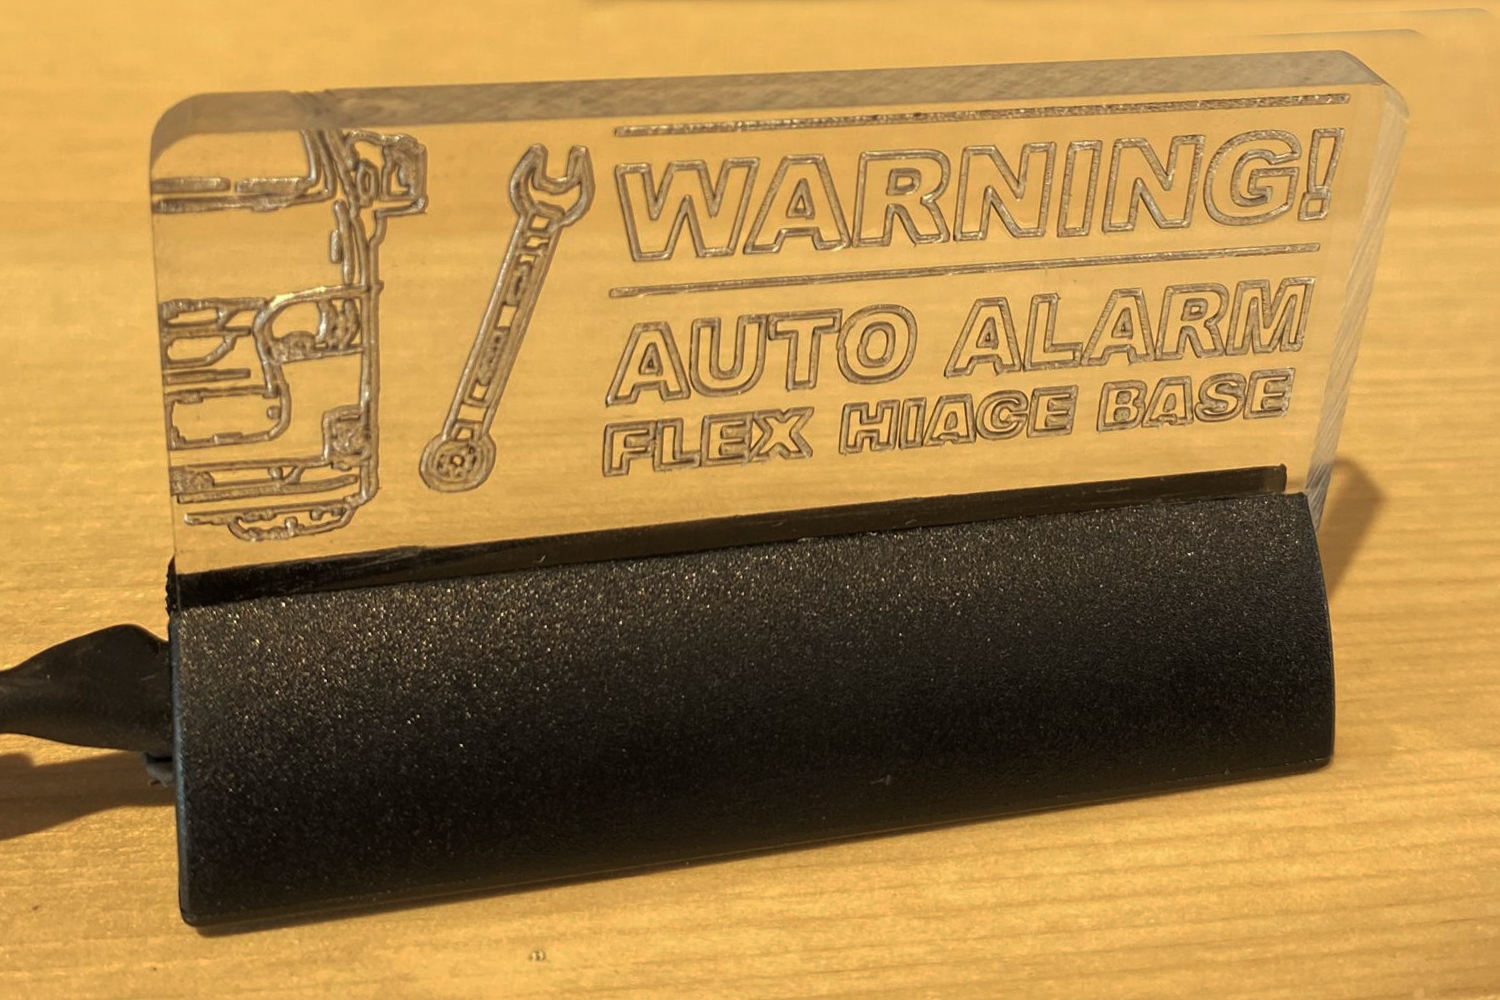 WARNING!
AUTO ALARM
FLEX HIACE BASE